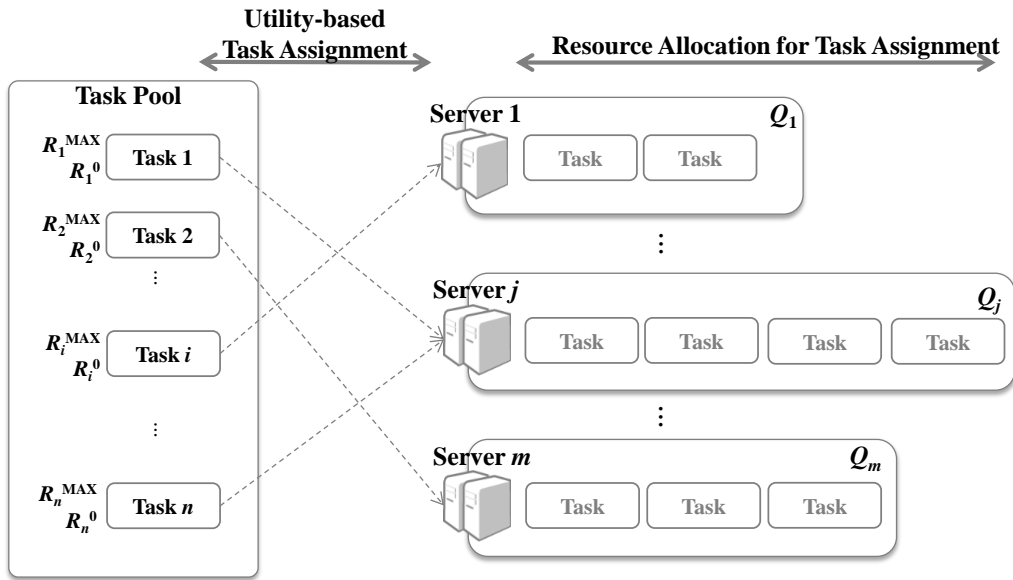 Utility-based
Task Assignment
Resource Allocation for Task Assignment
Task Pool
R₁ᴹᴬˣ
R₁⁰
Task 1
R₂ᴹᴬˣ
R₂⁰
Task 2
⋮
Rᵢᴹᴬˣ
Rᵢ⁰
Task i
⋮
Rₙᴹᴬˣ
Rₙ⁰
Task n
Server 1
Q₁
Task Task
⋮
Server j
Qⱼ
Task Task Task Task
⋮
Server m
Qₘ
Task Task Task